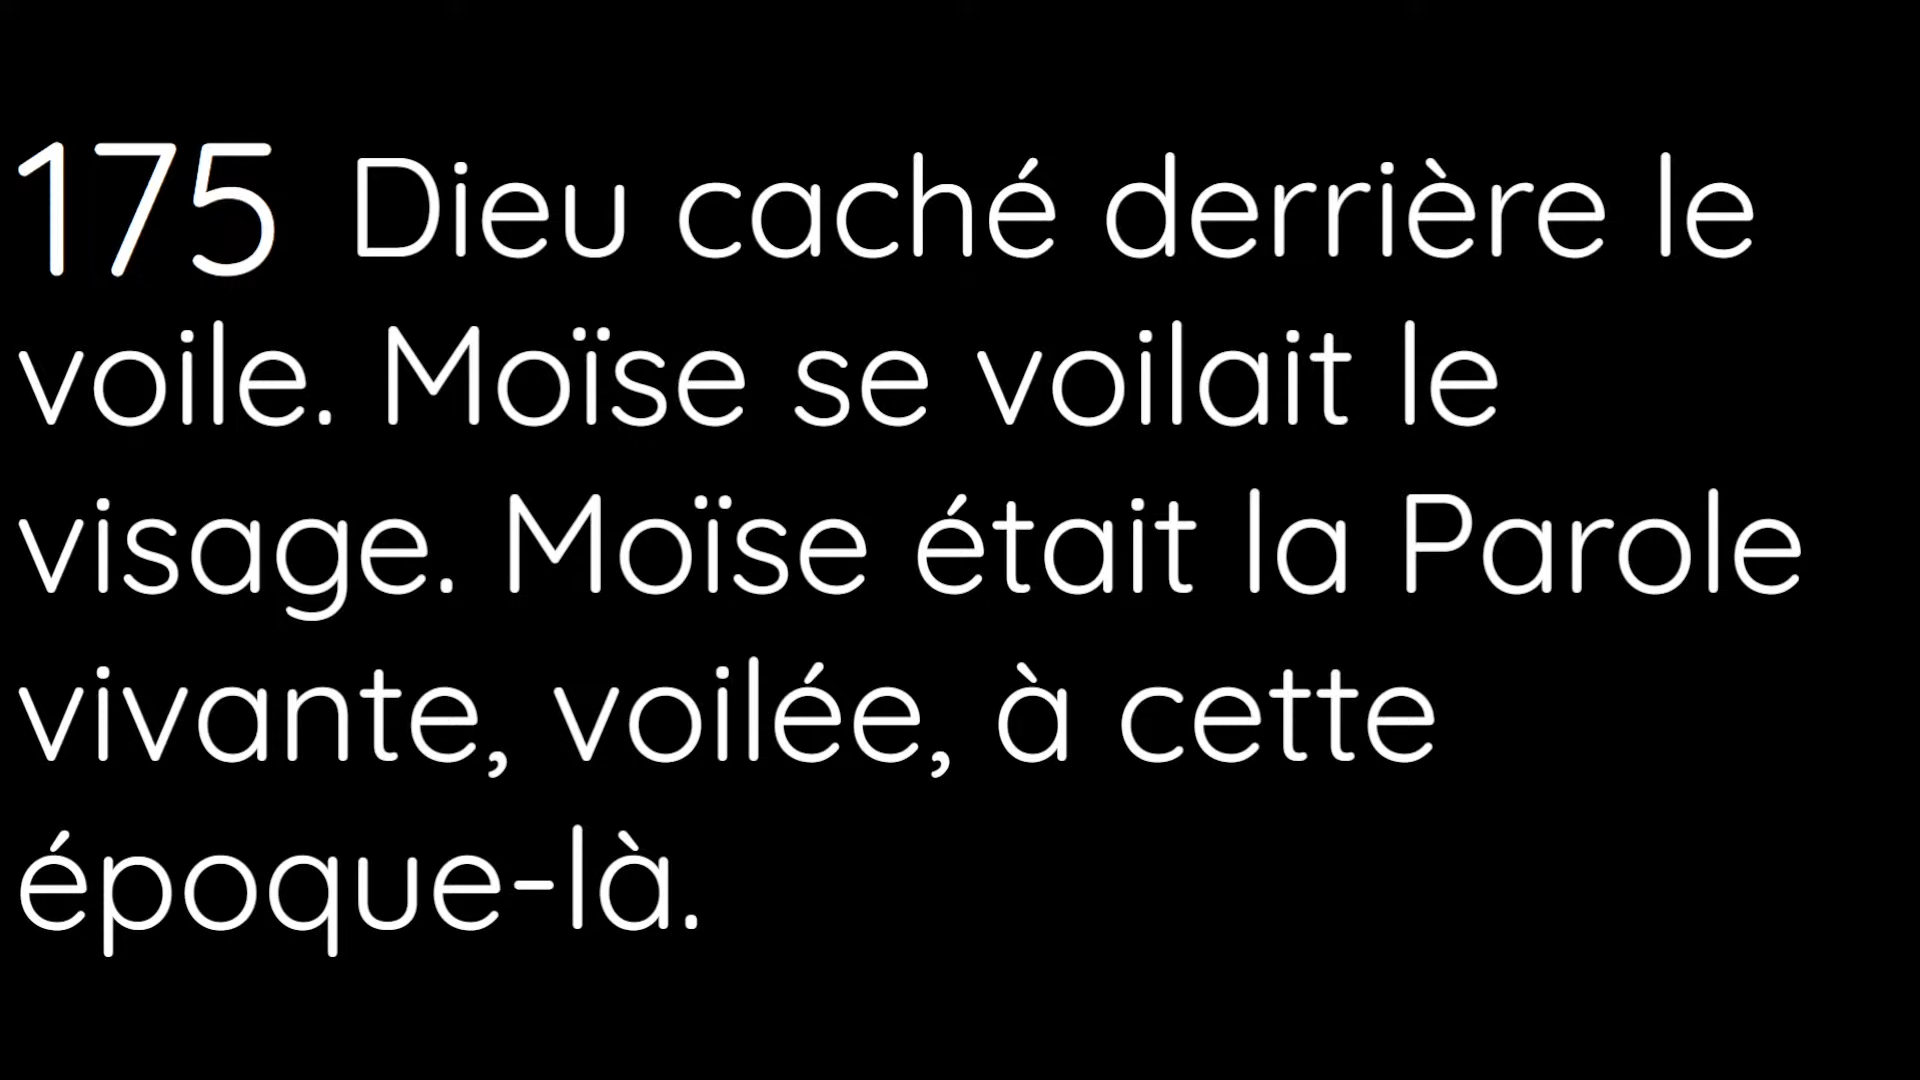 175 Dieu caché derrière le
voile. Moïse se voilait le
visage. Moïse était la Parole
vivante, voilée, à cette
époque-là.